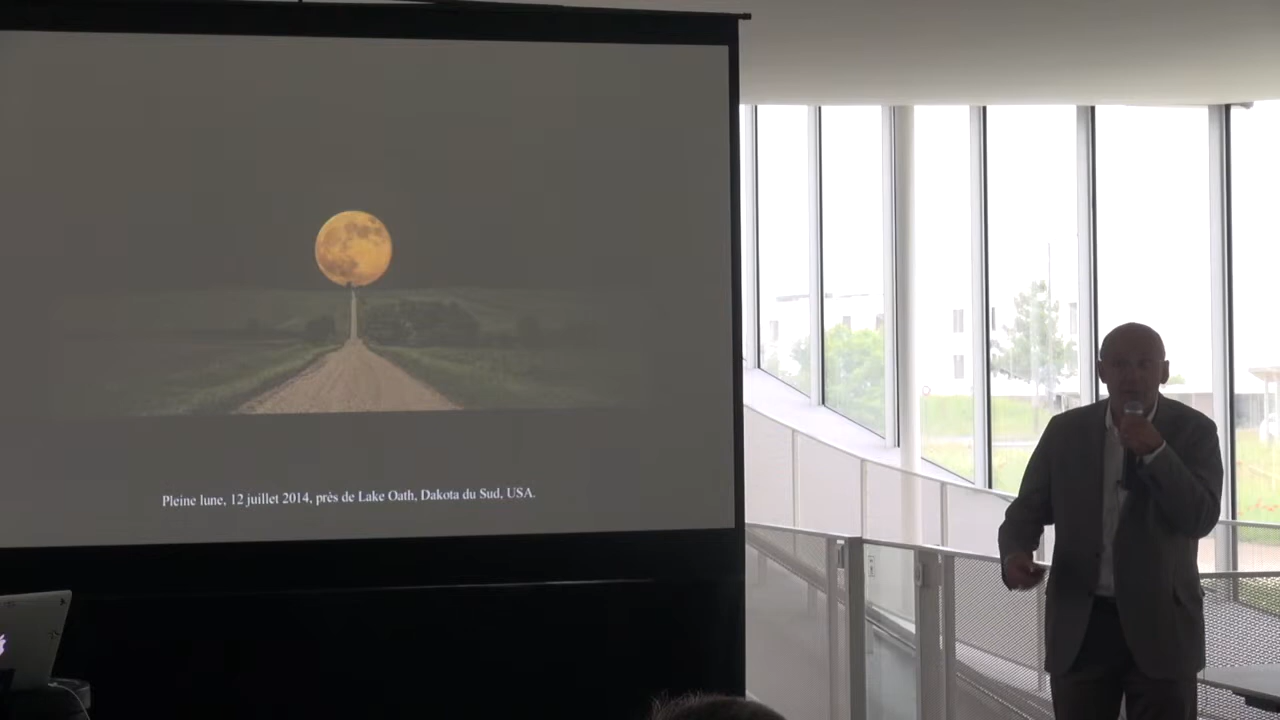 Pleine lune, 12 juillet 2014, près de Lake Oath, Dakota du Sud, USA.